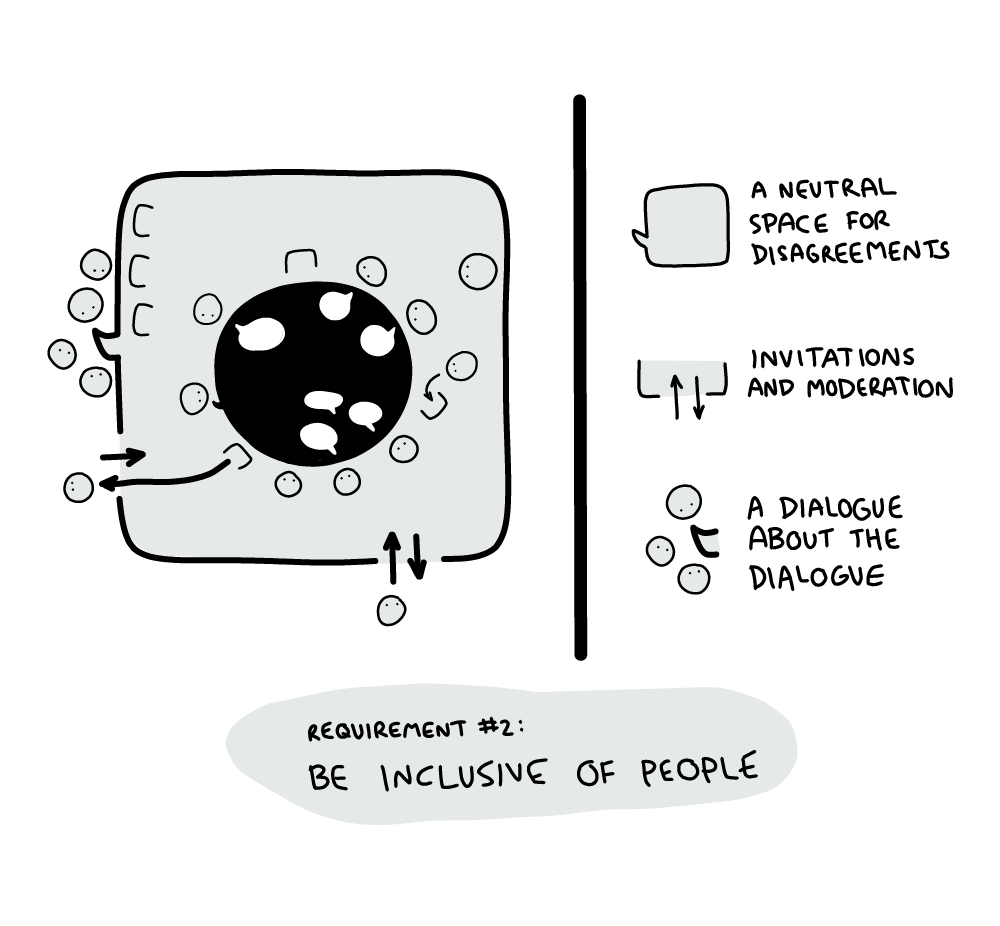 A NEUTRAL
SPACE FOR
DISAGREEMENTS
INVITATIONS
AND MODERATION
A DIALOGUE
ABOUT THE
DIALOGUE
REQUIREMENT #2:
BE INCLUSIVE OF PEOPLE